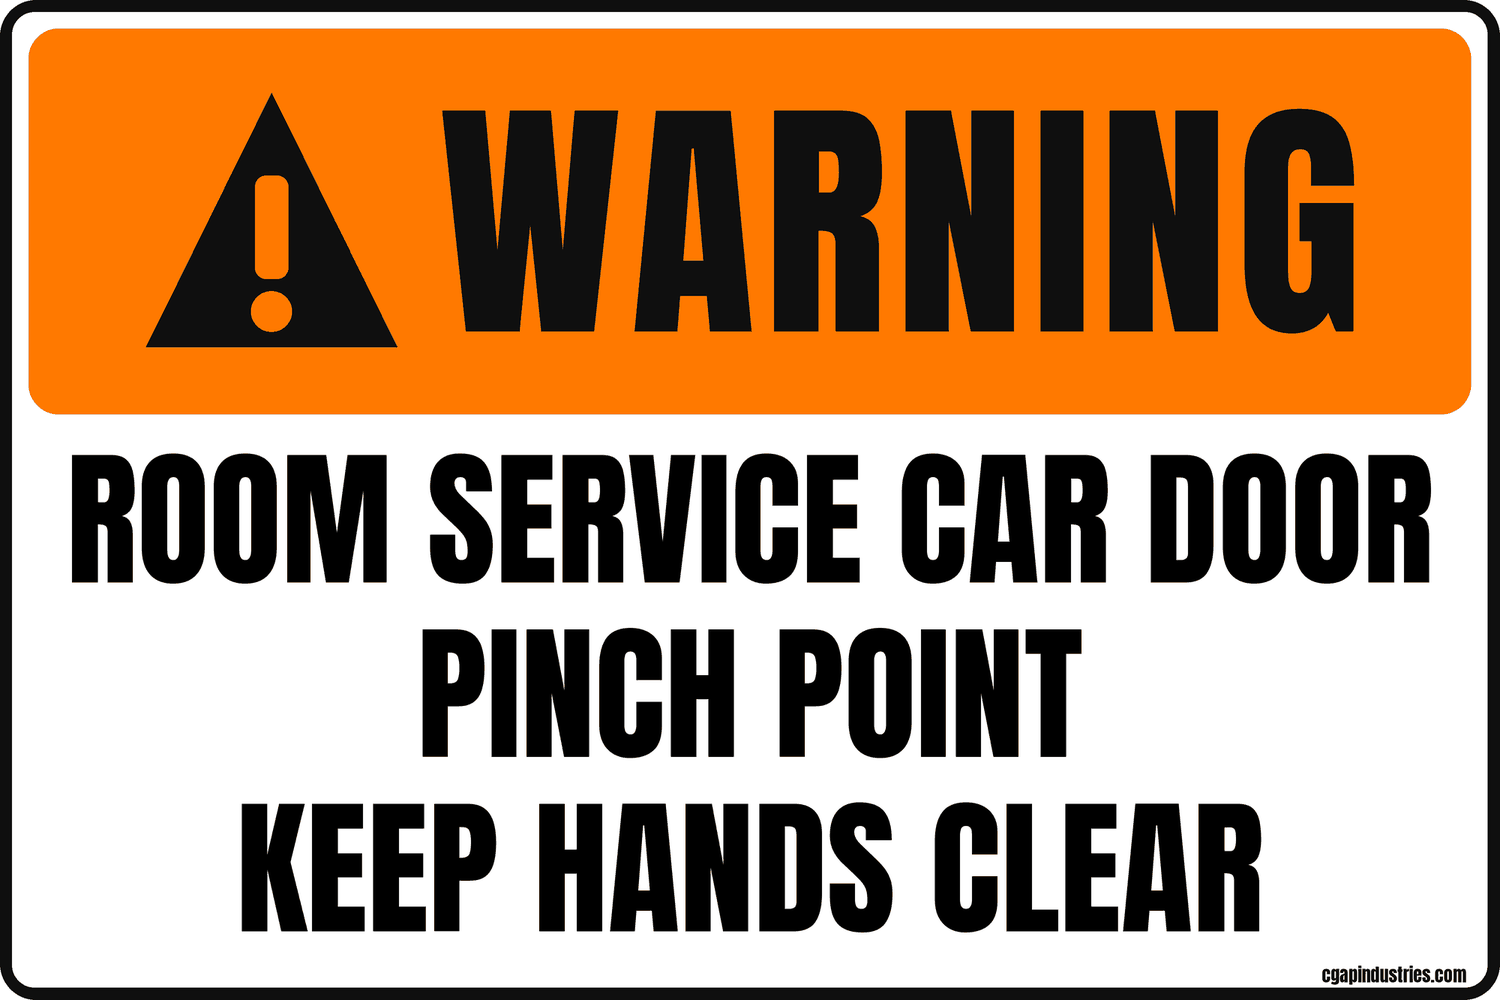 WARNING
ROOM SERVICE CAR DOOR
PINCH POINT
KEEP HANDS CLEAR
cgapindustries.com